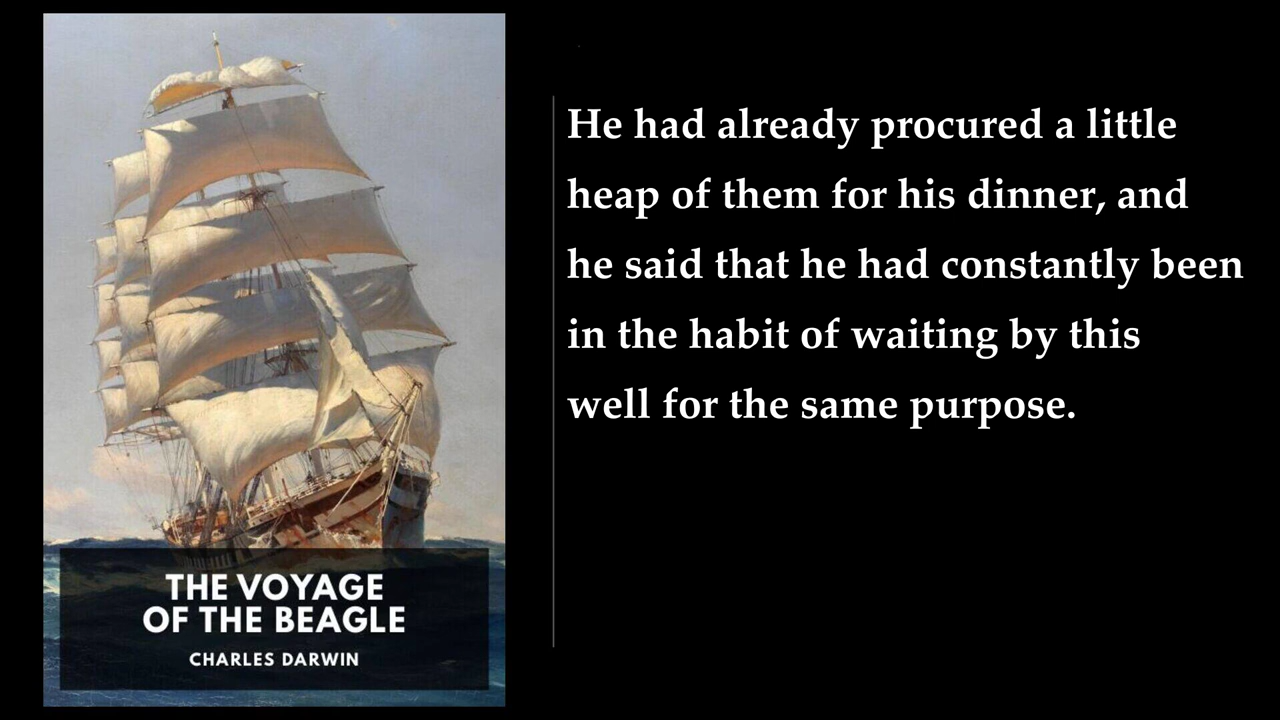 THE VOYAGE
OF THE BEAGLE
CHARLES DARWIN
He had already procured a little
heap of them for his dinner, and
he said that he had constantly been
in the habit of waiting by this
well for the same purpose.